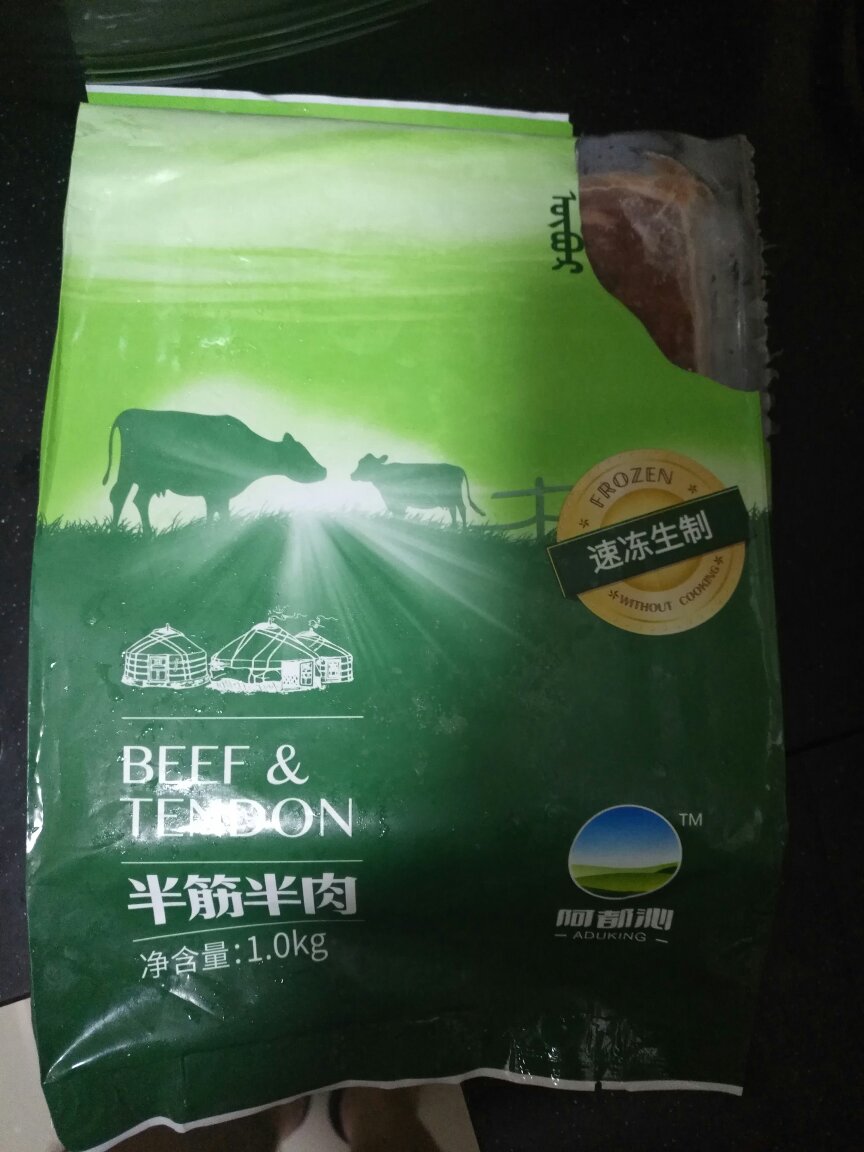 FROZEN
速冻生制
WITHOUT COOKING
BEEF &
TENDON
半筋半肉
净含量:1.0kg
TM
阿都沁
ADUKING